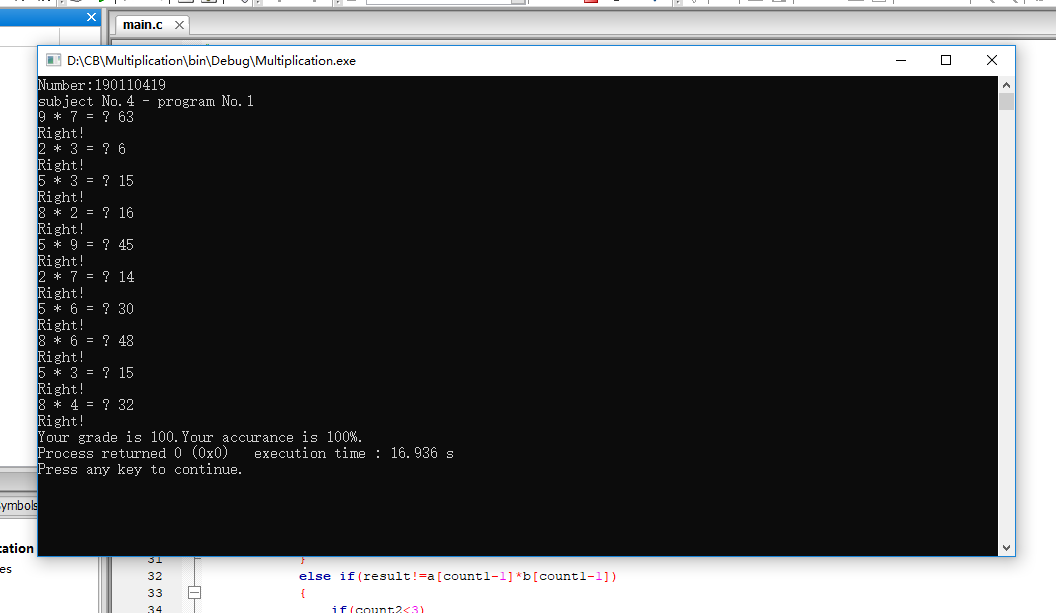 main.c
D:\CB\Multiplication\bin\Debug\Multiplication.exe
Number:190110419
subject No.4 - program No.1
9 * 7 = ? 63
Right!
2 * 3 = ? 6
Right!
5 * 3 = ? 15
Right!
8 * 2 = ? 16
Right!
5 * 9 = ? 45
Right!
2 * 7 = ? 14
Right!
5 * 6 = ? 30
Right!
8 * 6 = ? 48
Right!
5 * 3 = ? 15
Right!
8 * 4 = ? 32
Right!
Your grade is 100.Your accurance is 100%.
Process returned 0 (0x0)   execution time : 16.936 s
Press any key to continue.
ymbols
cation
es
31 }
32 else if(result!=a[count1-1]*b[count1-1])
33 {
34 if(count2<3)